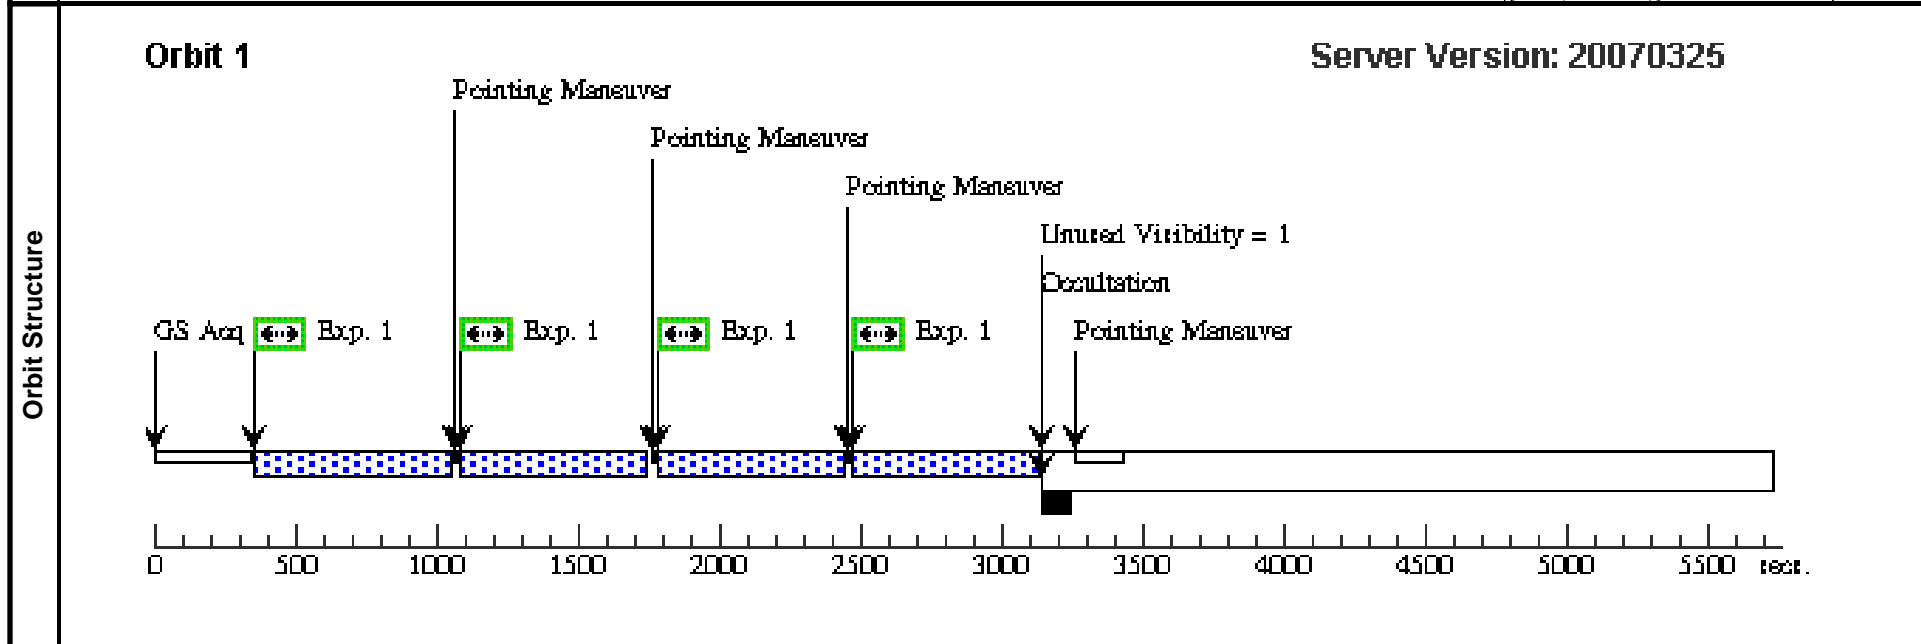 Orbit Structure
Orbit 1
Server Version: 20070325
Pointing Maneuver
Pointing Maneuver
Pointing Maneuver
Unused Visibility = 1
Occultation
GS Acq
Exp. 1
Exp. 1
Exp. 1
Exp. 1
Pointing Maneuver
0 500 1000 1500 2000 2500 3000 3500 4000 4500 5000 5500 secs.